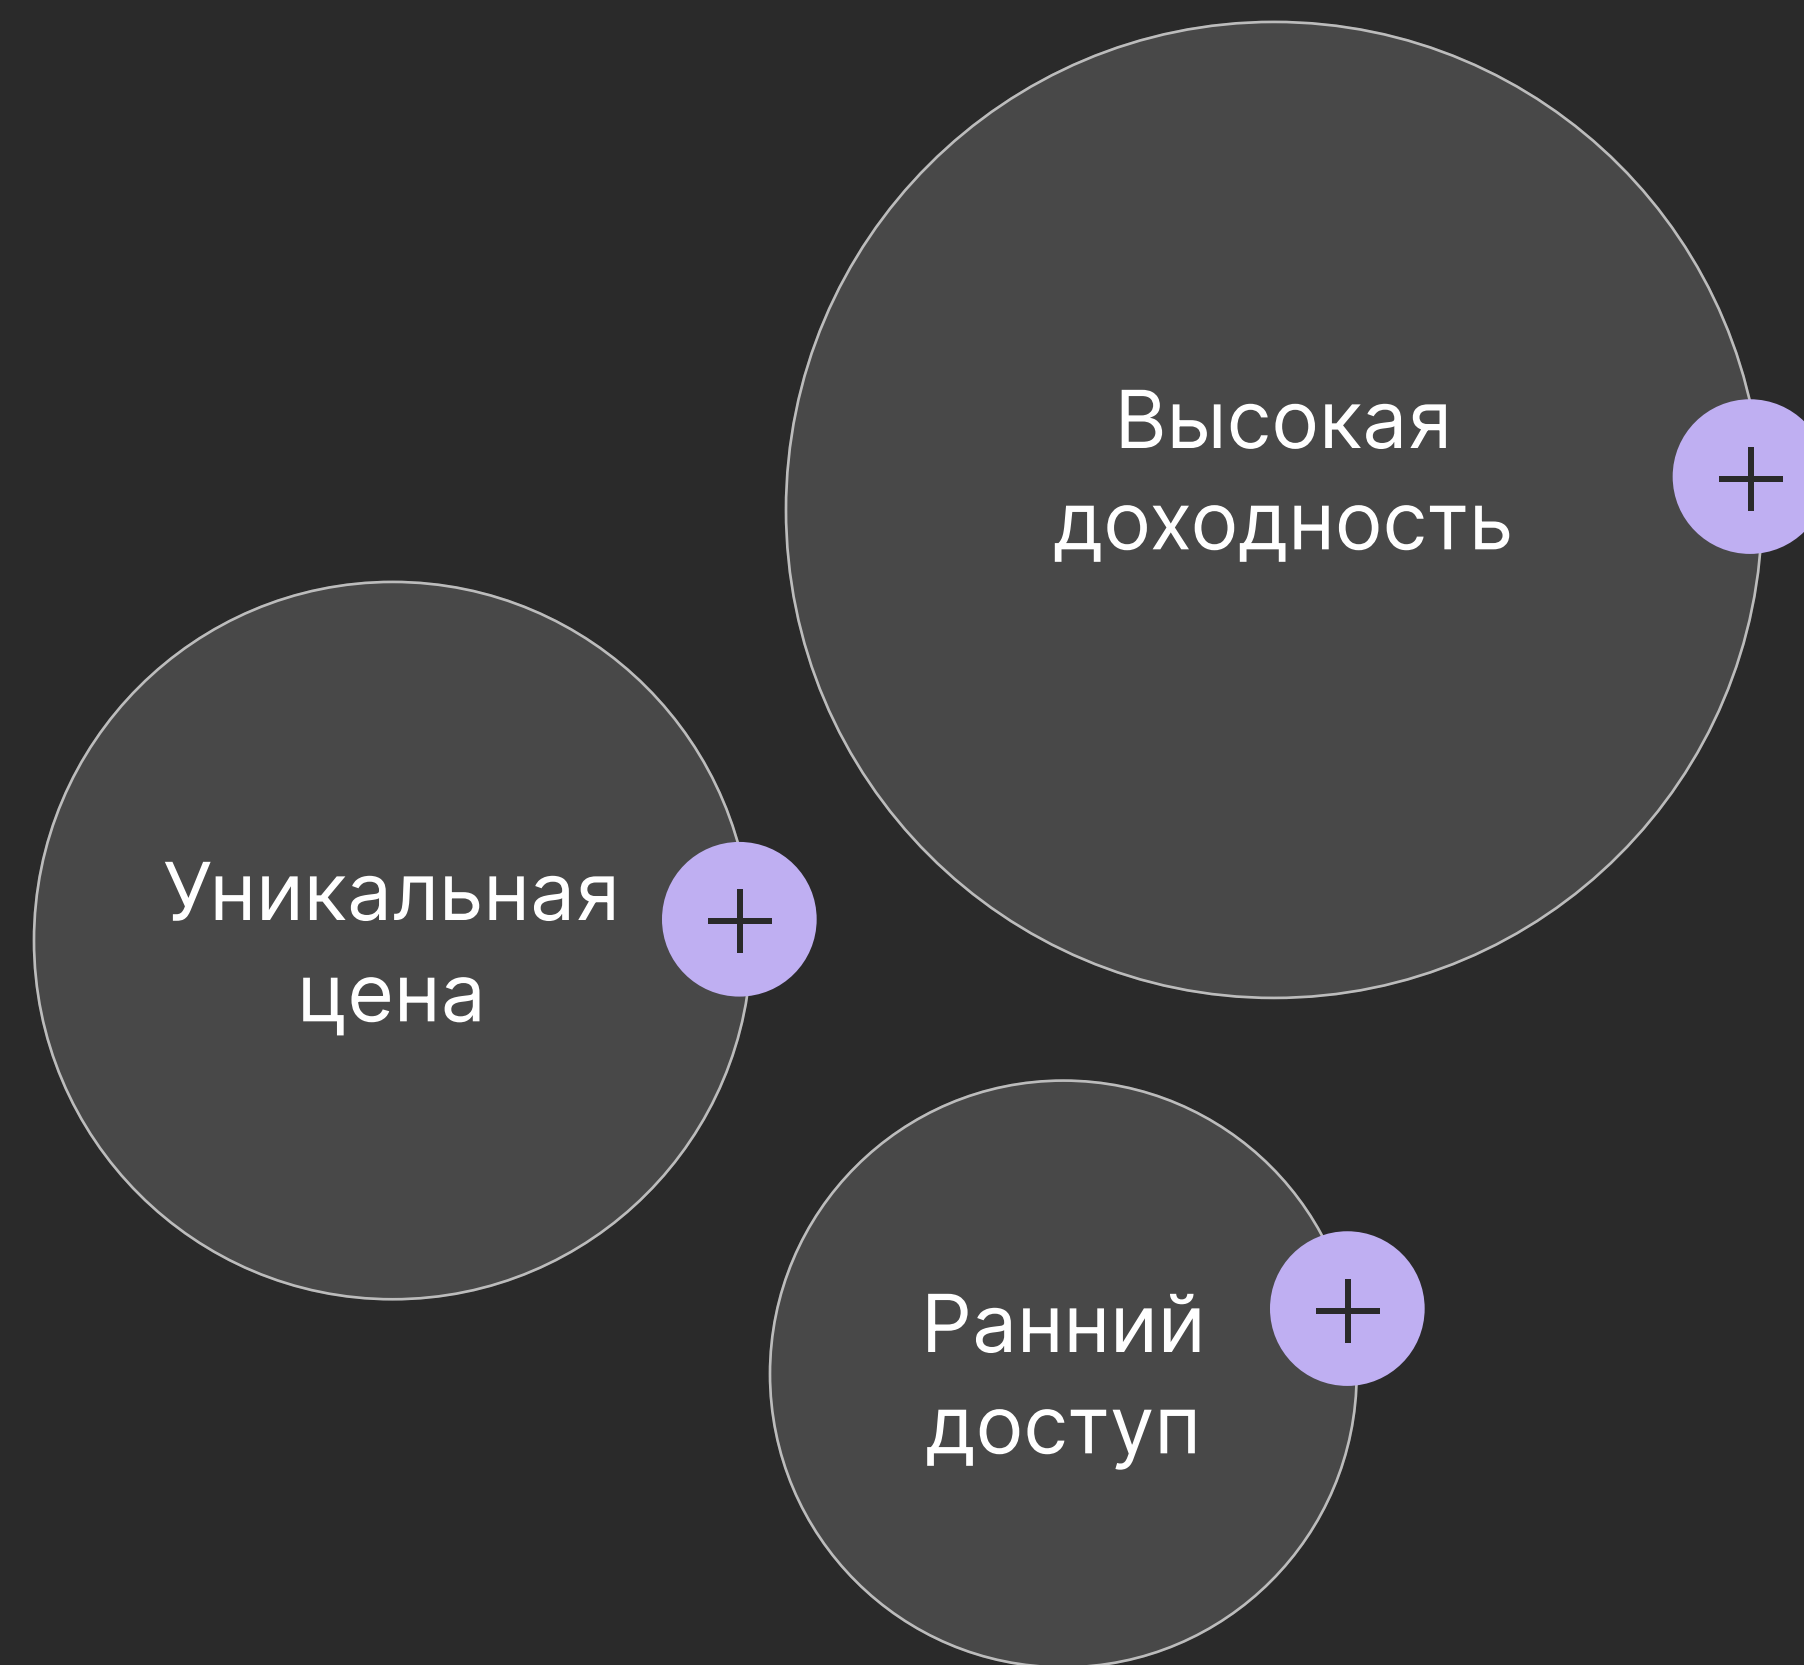 Высокая
доходность
Уникальная
цена
Ранний
доступ